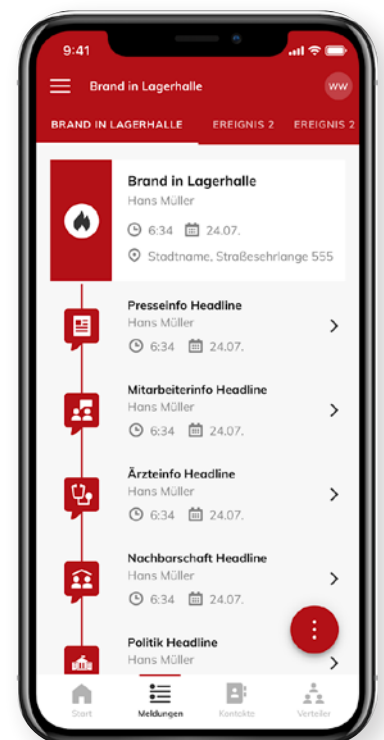 9:41
Brand in Lagerhalle
WW
BRAND IN LAGERHALLE EREIGNIS 2 EREIGNIS 2
Brand in Lagerhalle
Hans Müller
6:34 24.07.
Stadtname, Straßesehrlange 555
Presseinfo Headline
Hans Müller
6:34 24.07.
Mitarbeiterinfo Headline
Hans Müller
6:34 24.07.
Ärzteinfo Headline
Hans Müller
6:34 24.07.
Nachbarschaft Headline
Hans Müller
6:34 24.07.
Politik Headline
Hans Müller
Start Meldungen Kontakte Verteiler